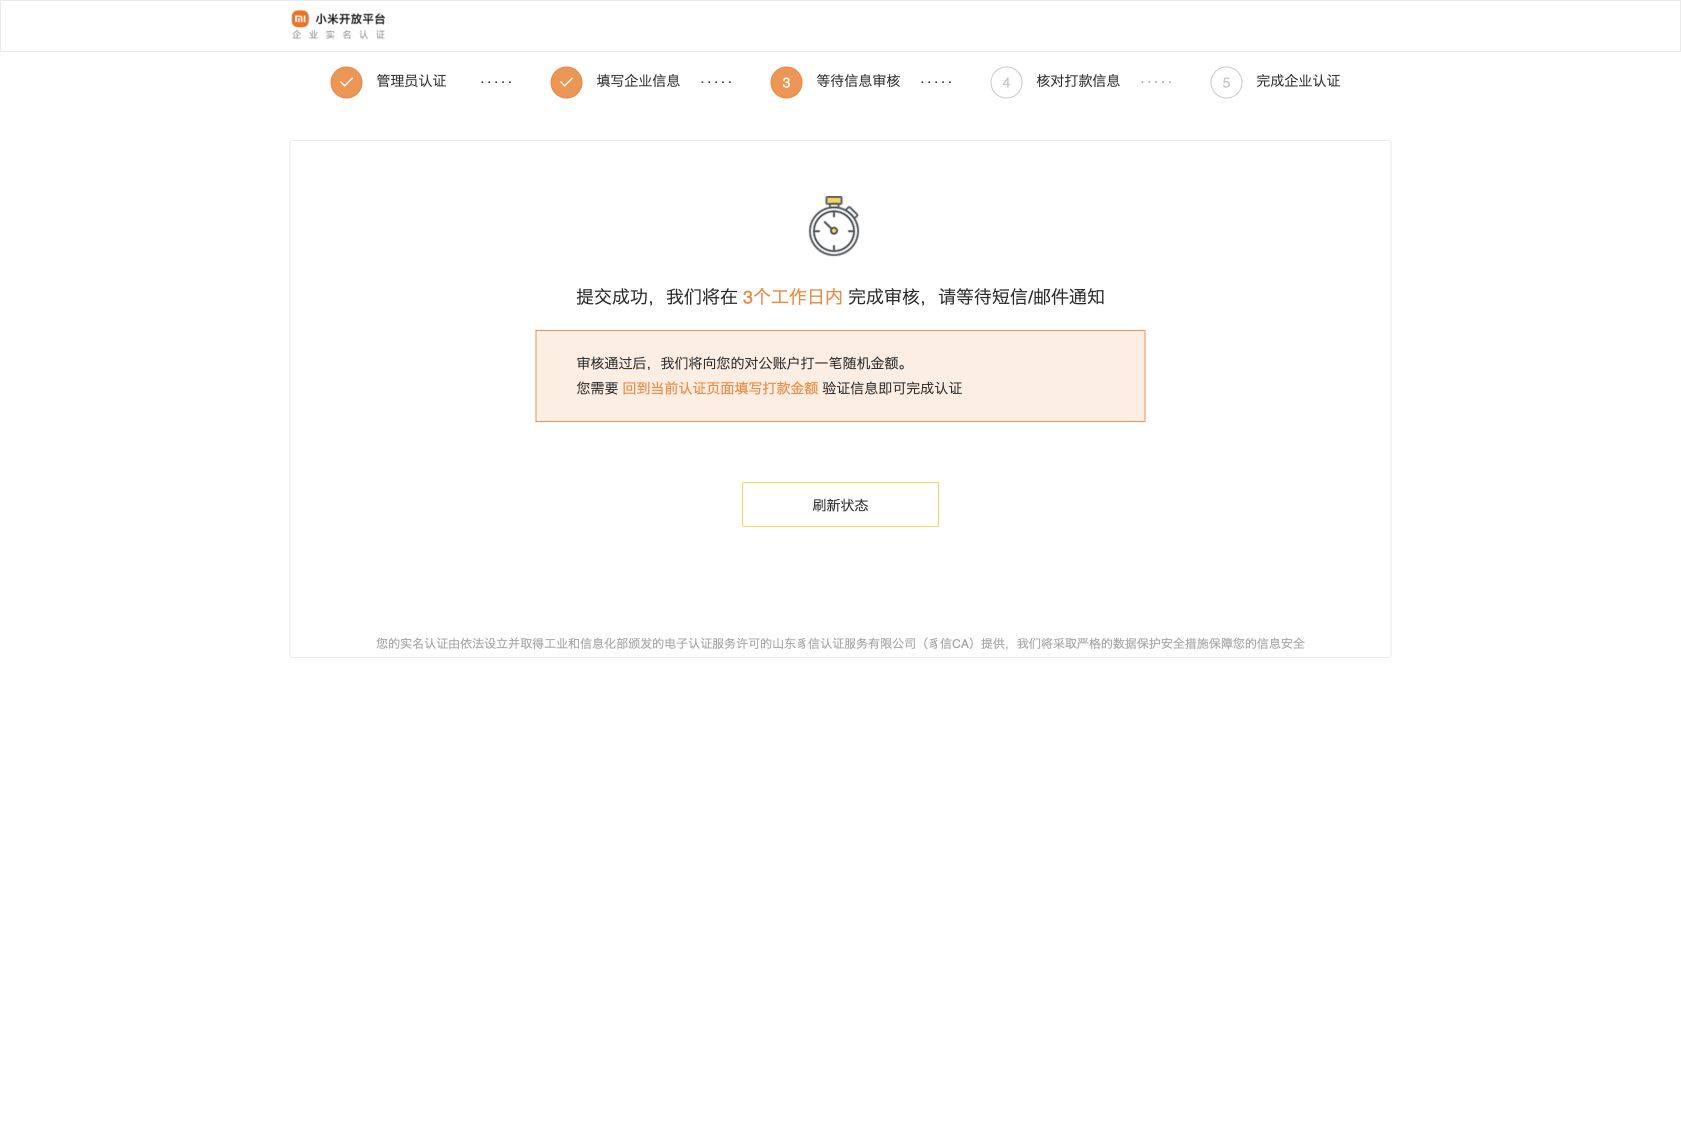 小米开放平台
企业实名认证
管理员认证 ····· 填写企业信息 ····· 3 等待信息审核 ····· 4 核对打款信息 ····· 5 完成企业认证
提交成功，我们将在 3个工作日内 完成审核，请等待短信/邮件通知
审核通过后，我们将向您的对公账户打一笔随机金额。
您需要 回到当前认证页面填写打款金额 验证信息即可完成认证
刷新状态
您的实名认证由依法设立并取得工业和信息化部颁发的电子认证服务许可的山东豸信认证服务有限公司（豸信CA）提供，我们将采取严格的数据保护安全措施保障您的信息安全